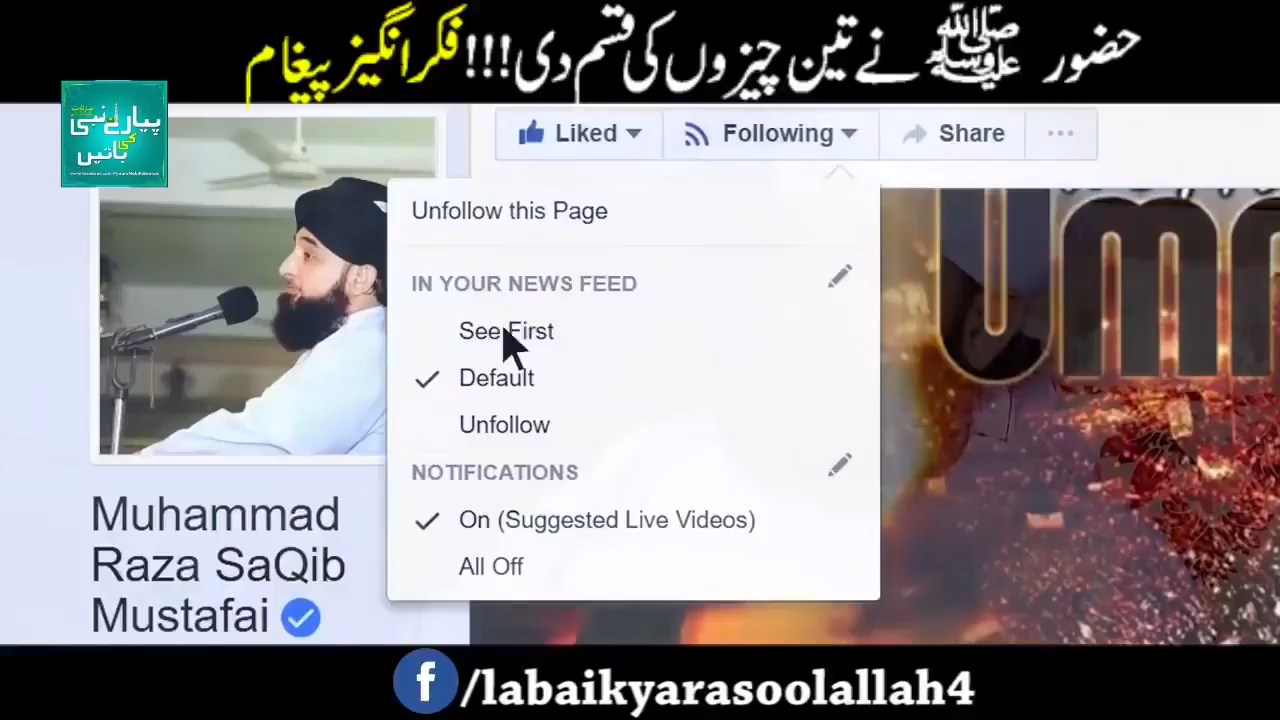 حضور ﷺ نے تین چیزوں کی قسم دی!!!فکر انگیز پیغام
پیارے نبی
کی
باتیں
Liked
Following
Share
Unfollow this Page
IN YOUR NEWS FEED
See First
Default
Unfollow
NOTIFICATIONS
On (Suggested Live Videos)
All Off
Muhammad
Raza SaQib
Mustafai
f/labaikyarasoolallah4